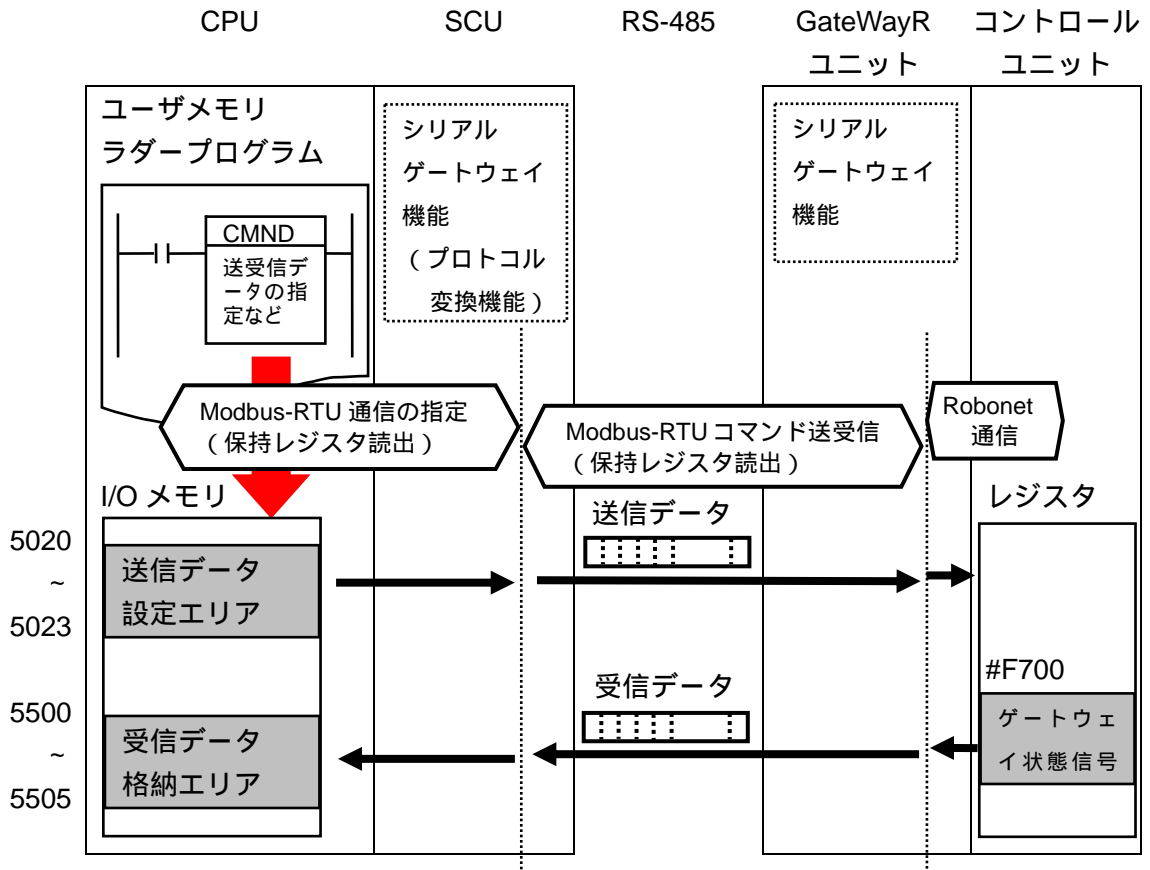 CPU SCU RS-485 GateWayR コントロール
ユニット ユニット
ユーザメモリ
ラダープログラム
CMND
送受信デ
ータの指
定など
シリアル
ゲートウェイ
機能
（プロトコル
変換機能）
シリアル
ゲートウェイ
機能
Modbus-RTU 通信の指定
（保持レジスタ読出）
Modbus-RTU コマンド送受信
（保持レジスタ読出）
Robonet
通信
I/O メモリ
レジスタ
送信データ
5020
~
5023
送信データ
設定エリア
受信データ
#F700
5500
~
5505
受信データ
格納エリア
ゲートウェ
イ状態信号